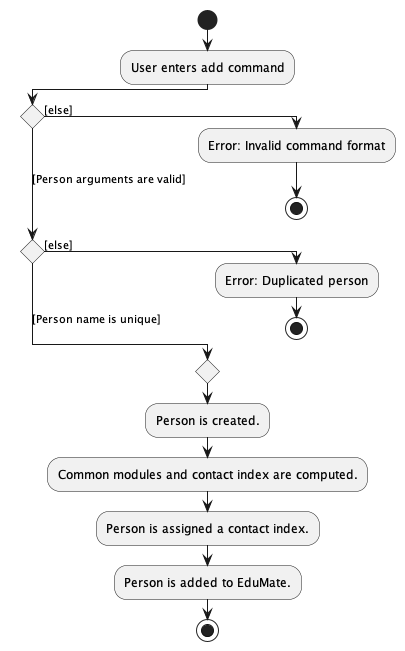 User enters add command
[else]
Error: Invalid command format
[Person arguments are valid]
[else]
Error: Duplicated person
[Person name is unique]
Person is created.
Common modules and contact index are computed.
Person is assigned a contact index.
Person is added to EduMate.